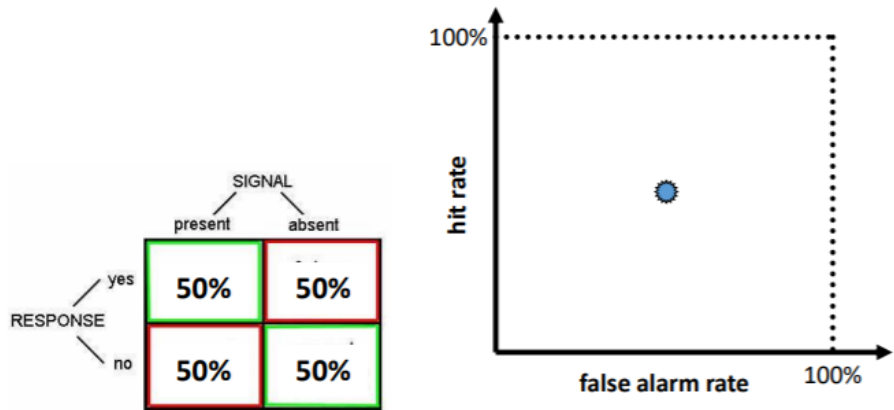 SIGNAL
present absent
yes 50% 50%
RESPONSE
no 50% 50%
100%
hit rate
false alarm rate 100%